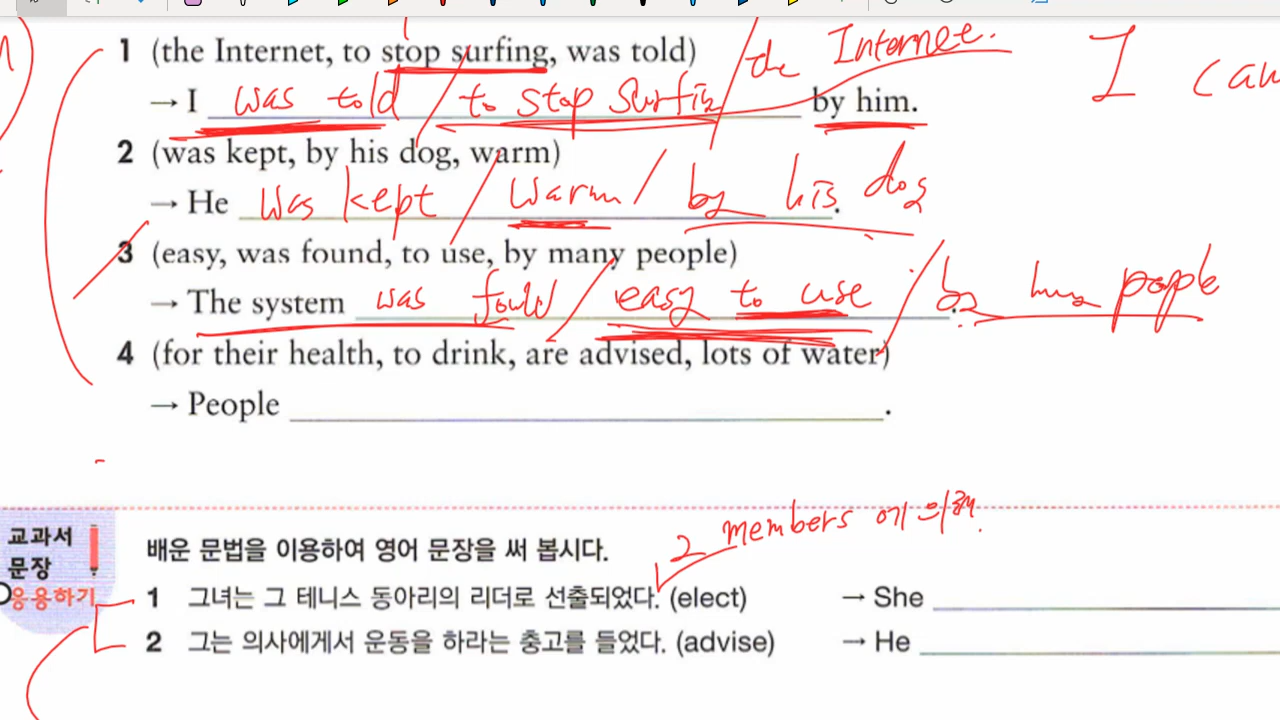 1 (the Internet, to stop surfing, was told)
→ I was told / to stop surfin / the Internet. by him.
I can
2 (was kept, by his dog, warm)
→ He was kept / warm / by his dog.
3 (easy, was found, to use, by many people)
→ The system was fould / easy to use / by people.
4 (for their health, to drink, are advised, lots of water)
→ People .
2 members 에 의해.
교과서
문장
응용하기
배운 문법을 이용하여 영어 문장을 써 봅시다.
1 그녀는 그 테니스 동아리의 리더로 선출되었다. (elect) → She
2 그는 의사에게서 운동을 하라는 충고를 들었다. (advise) → He